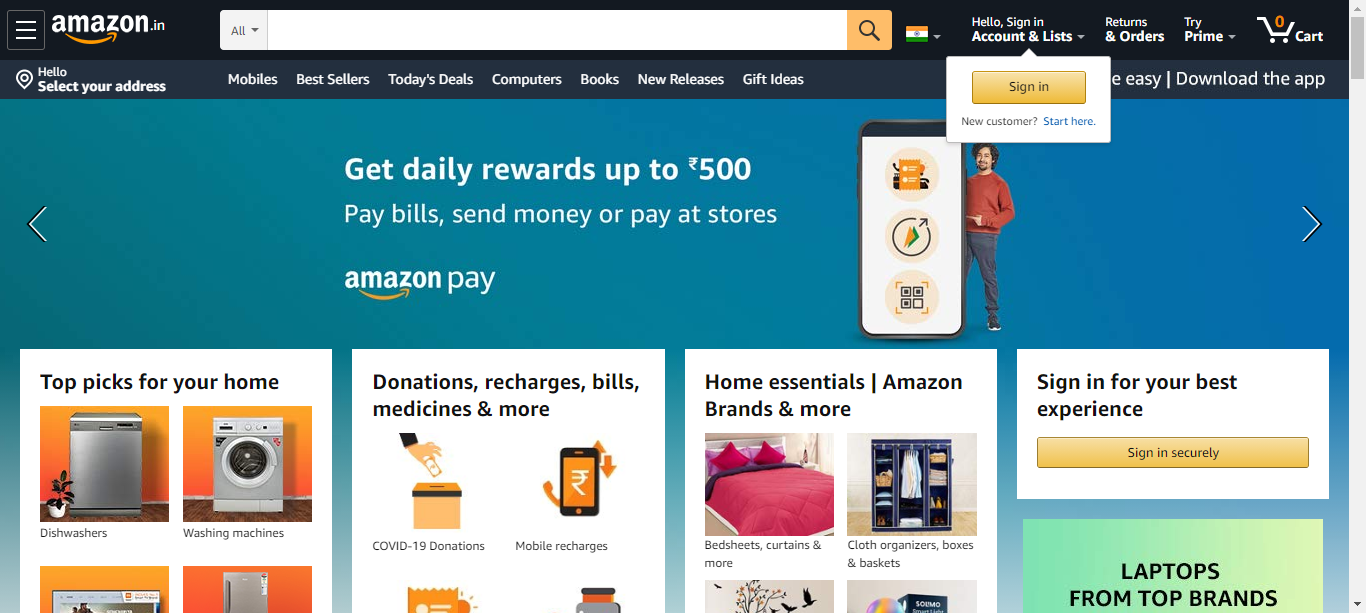 amazon.in
All
Hello, Sign in
Account & Lists
Returns
& Orders
Try
Prime
0
Cart
Hello
Select your address
Mobiles
Best Sellers
Today's Deals
Computers
Books
New Releases
Gift Ideas
e easy | Download the app
Sign in
New customer? Start here.
Get daily rewards up to ₹500
Pay bills, send money or pay at stores
amazon pay
Top picks for your home
Dishwashers
Washing machines
Donations, recharges, bills,
medicines & more
COVID-19 Donations
Mobile recharges
Home essentials | Amazon
Brands & more
Bedsheets, curtains &
more
Cloth organizers, boxes
& baskets
SOLIMO
Sign in for your best
experience
Sign in securely
LAPTOPS
FROM TOP BRANDS